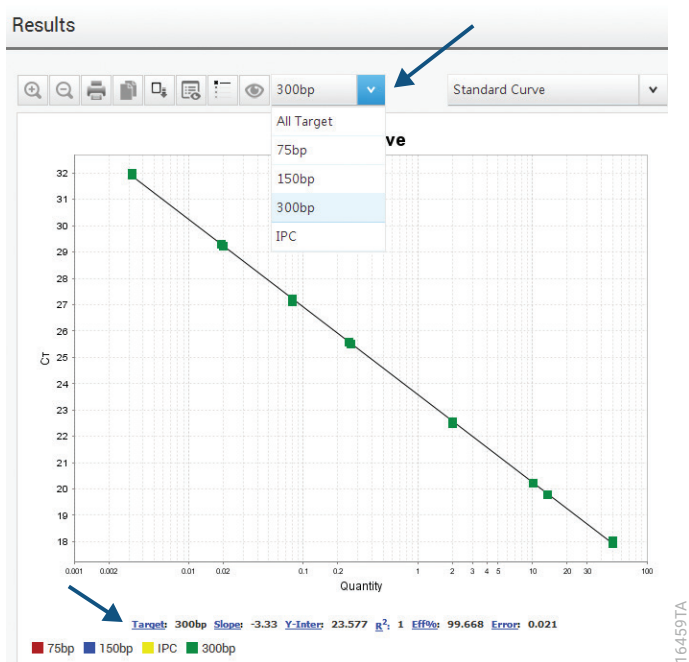 Results
300bp
Standard Curve
All Target
75bp
150bp
300bp
IPC
ve
32
31
30
29
28
27
26
25
24
23
22
21
20
19
18
CT
0.001 0.002 0.01 0.02 0.1 0.2 1 2 3 4 5 10 20 30 100
Quantity
Target: 300bp Slope: -3.33 Y-Inter: 23.577 R²: 1 Eff%: 99.668 Error: 0.021
75bp 150bp IPC 300bp
16459TA